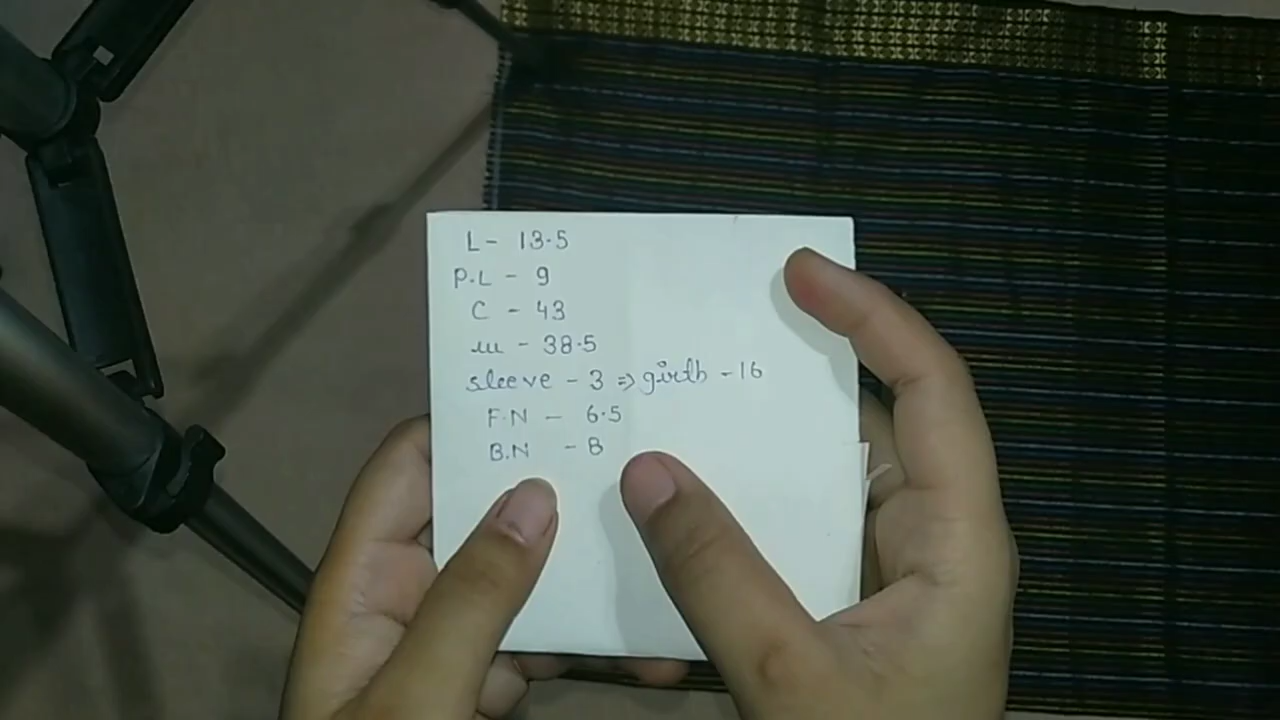 L - 13.5
P.L - 9
C - 43
w - 38.5
sleeve - 3 => girth - 16
F.N - 6.5
B.N - 8